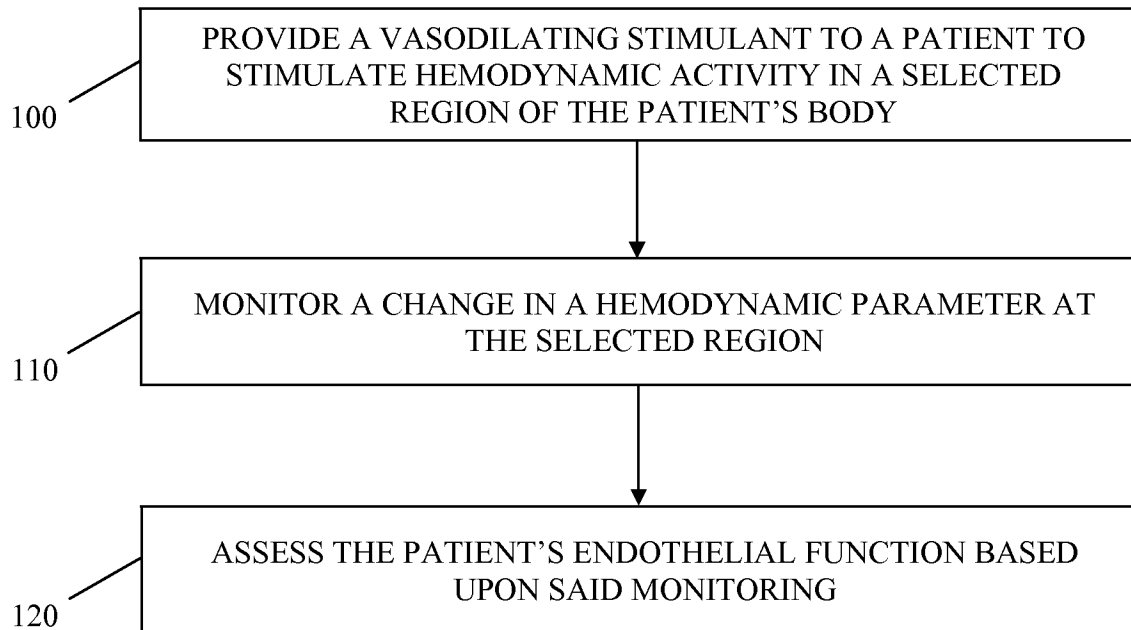 PROVIDE A VASODILATING STIMULANT TO A PATIENT TO
STIMULATE HEMODYNAMIC ACTIVITY IN A SELECTED
REGION OF THE PATIENT'S BODY
100
MONITOR A CHANGE IN A HEMODYNAMIC PARAMETER AT
THE SELECTED REGION
110
ASSESS THE PATIENT'S ENDOTHELIAL FUNCTION BASED
UPON SAID MONITORING
120